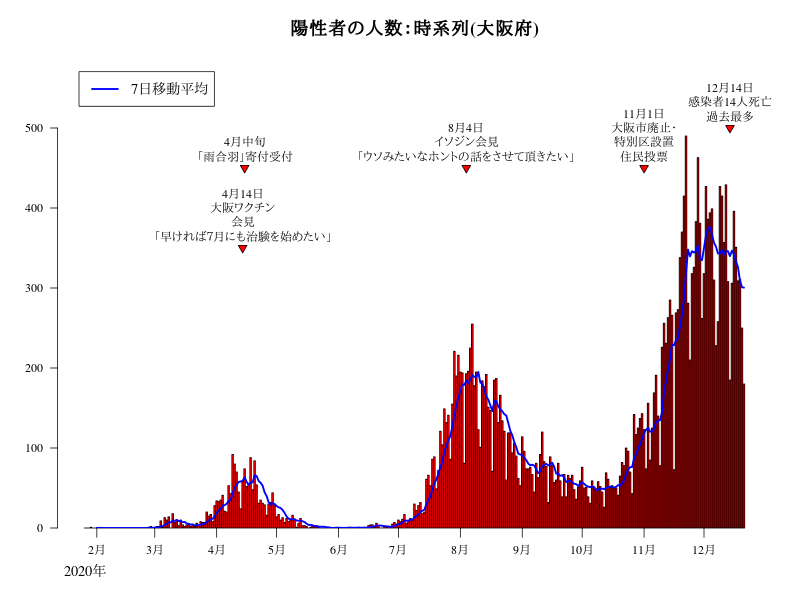 陽性者の人数：時系列(大阪府)
7日移動平均
12月14日
感染者14人死亡
過去最多
11月1日
大阪市廃止・
特別区設置
住民投票
8月4日
イソジン会見
「ウソみたいなホントの話をさせて頂きたい」
4月中旬
「雨合羽」寄付受付
4月14日
大阪ワクチン
会見
「早ければ7月にも治験を始めたい」
500
400
300
200
100
0
2月 3月 4月 5月 6月 7月 8月 9月 10月 11月 12月
2020年